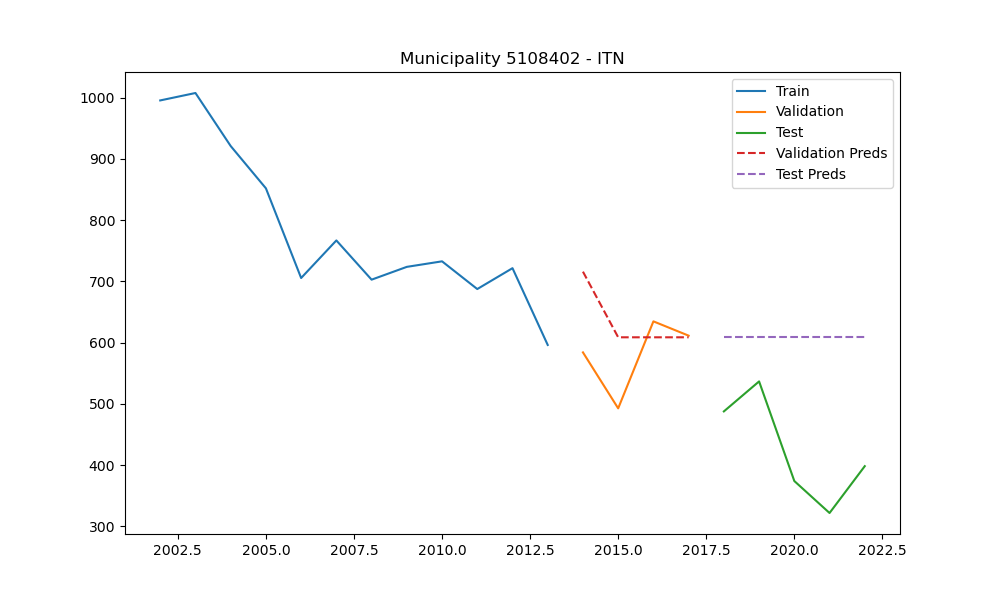 Municipality 5108402 - ITN
Train
Validation
Test
Validation Preds
Test Preds
1000
900
800
700
600
500
400
300
2002.5 2005.0 2007.5 2010.0 2012.5 2015.0 2017.5 2020.0 2022.5